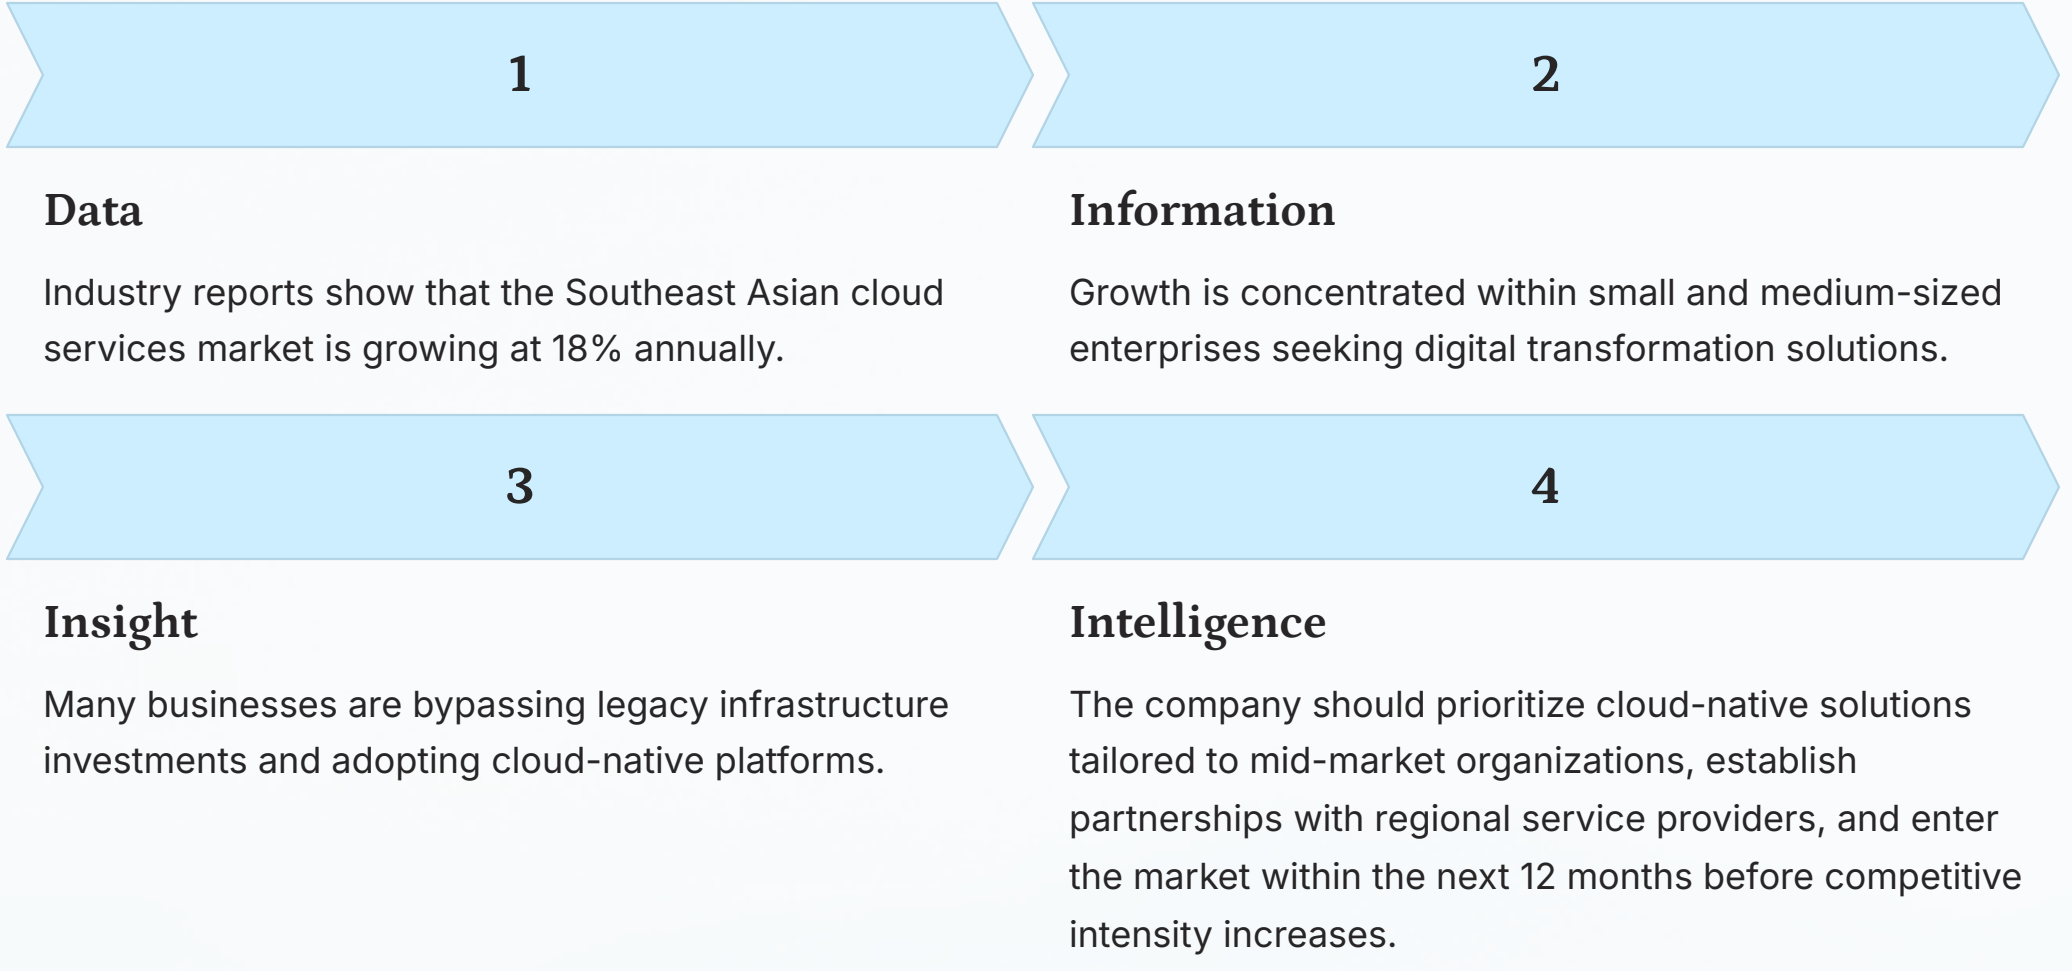 1
2
Data
Industry reports show that the Southeast Asian cloud
services market is growing at 18% annually.
Information
Growth is concentrated within small and medium-sized
enterprises seeking digital transformation solutions.
3
4
Insight
Many businesses are bypassing legacy infrastructure
investments and adopting cloud-native platforms.
Intelligence
The company should prioritize cloud-native solutions
tailored to mid-market organizations, establish
partnerships with regional service providers, and enter
the market within the next 12 months before competitive
intensity increases.